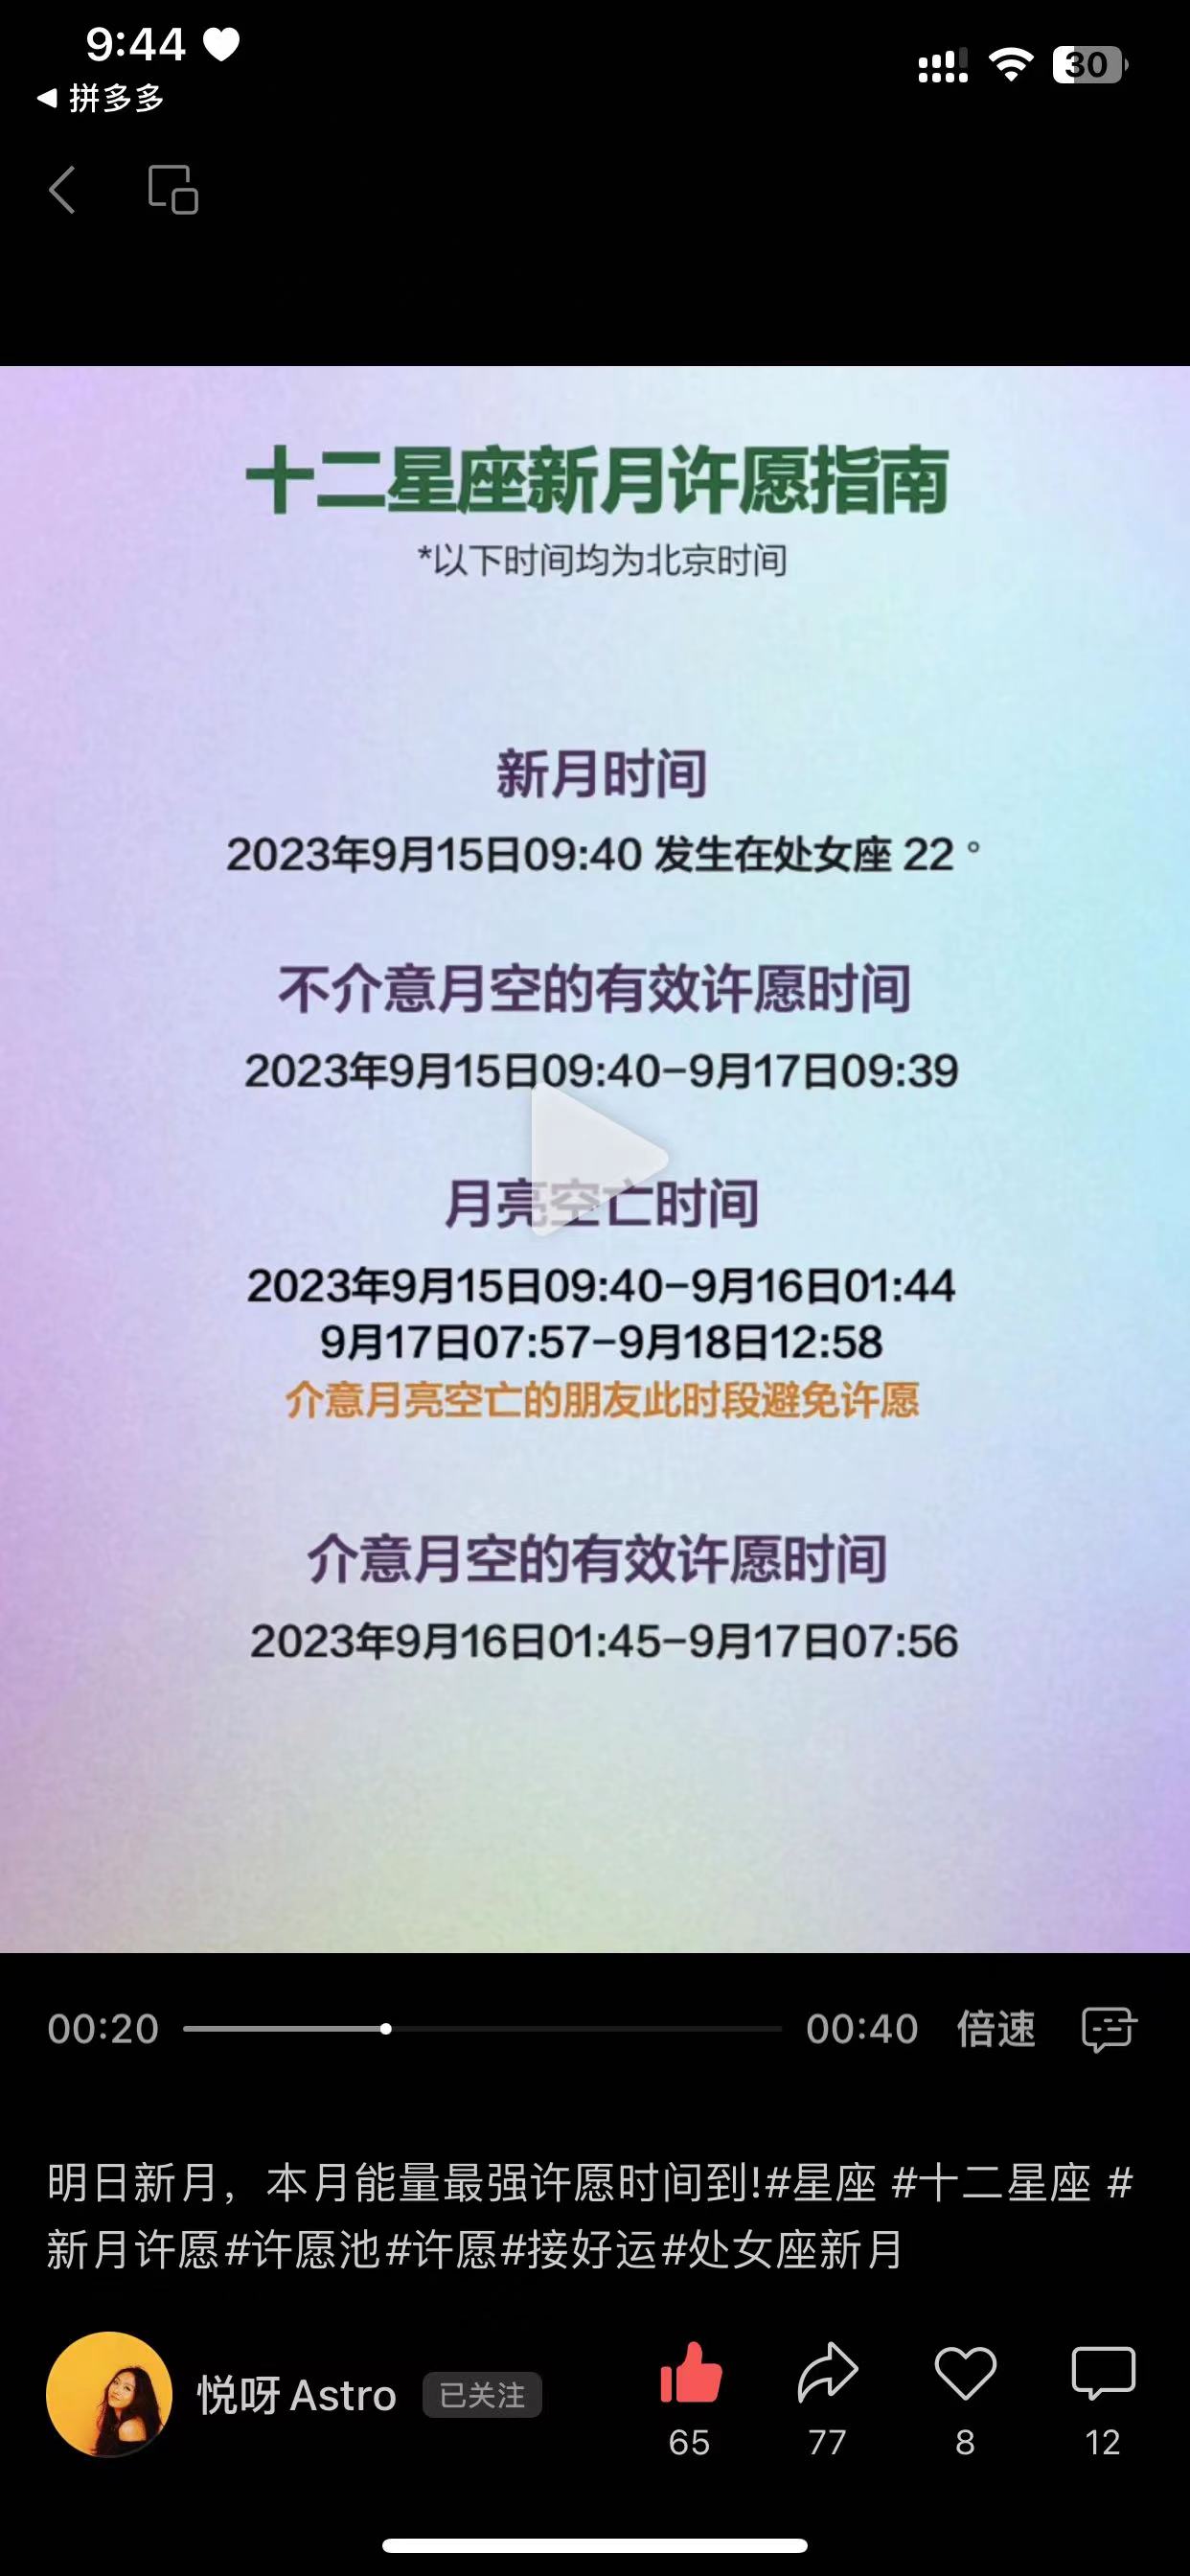 9:44
30
拼多多
十二星座新月许愿指南
*以下时间均为北京时间
新月时间
2023年9月15日09:40 发生在处女座 22°
不介意月空的有效许愿时间
2023年9月15日09:40-9月17日09:39
月亮空亡时间
2023年9月15日09:40-9月16日01:44
9月17日07:57-9月18日12:58
介意月亮空亡的朋友此时段避免许愿
介意月空的有效许愿时间
2023年9月16日01:45-9月17日07:56
00:20
00:40
倍速
明日新月，本月能量最强许愿时间到!#星座 #十二星座 #
新月许愿#许愿池#许愿#接好运#处女座新月
悦呀Astro
已关注
65
77
8
12